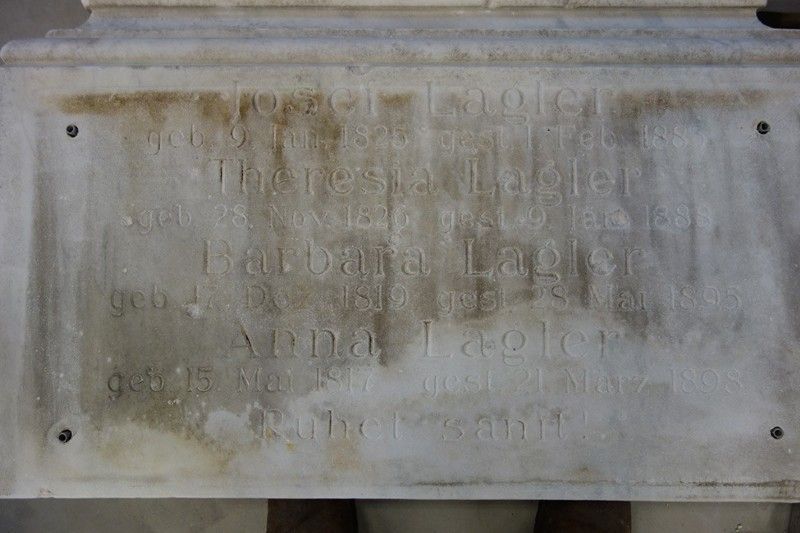 Josef Lagler
geb. 9. Jan. 1825 gest. 1. Feb. 1885
Theresia Lagler
geb. 28. Nov. 1826 gest. 9. Jan. 1888
Barbara Lagler
geb. 17. Dez. 1819 gest. 28. Mai 1895
Anna Lagler
geb. 15. Mai 1817 gest. 21. März 1898
Ruhet sanft!